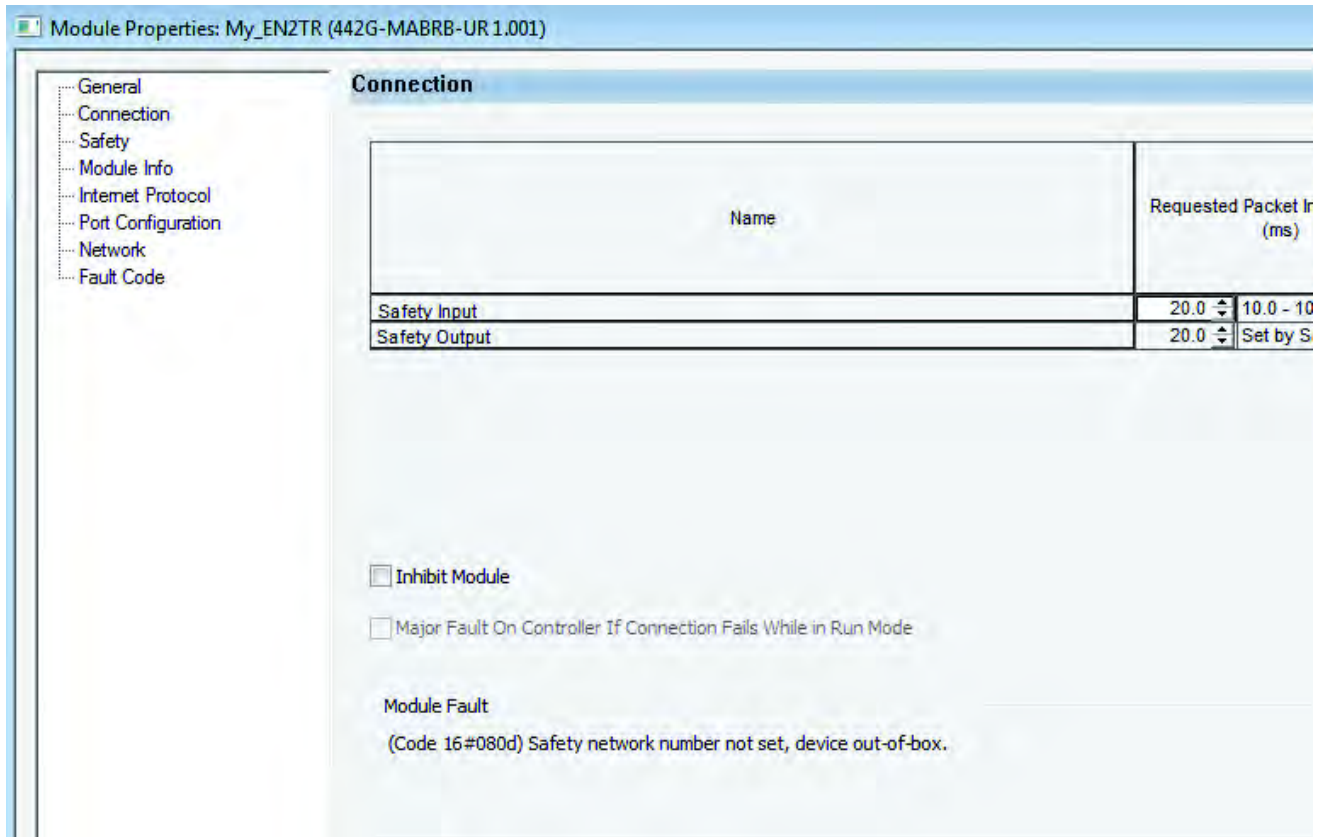 Module Properties: My_EN2TR (442G-MABRB-UR 1.001)
General
Connection
Safety
Module Info
Internet Protocol
Port Configuration
Network
Fault Code
Connection
Name
Requested Packet In
(ms)
Safety Input 20.0 10.0 - 10
Safety Output 20.0 Set by S
Inhibit Module
Major Fault On Controller If Connection Fails While in Run Mode
Module Fault
(Code 16#080d) Safety network number not set, device out-of-box.